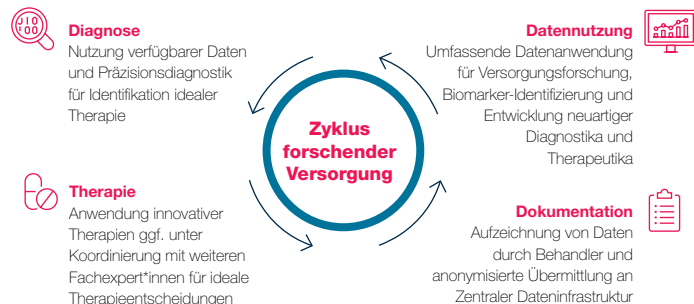 Diagnose
Nutzung verfügbarer Daten
und Präzisionsdiagnostik
für Identifikation idealer
Therapie
Datennutzung
Umfassende Datenanwendung
für Versorgungsforschung,
Biomarker-Identifizierung und
Entwicklung neuartiger
Diagnostika und
Therapeutika
Zyklus
forschender
Versorgung
Therapie
Anwendung innovativer
Therapien ggf. unter
Koordinierung mit weiteren
Fachexpert*innen für ideale
Therapieentscheidungen
Dokumentation
Aufzeichnung von Daten
durch Behandler und
anonymisierte Übermittlung an
Zentraler Dateninfrastruktur